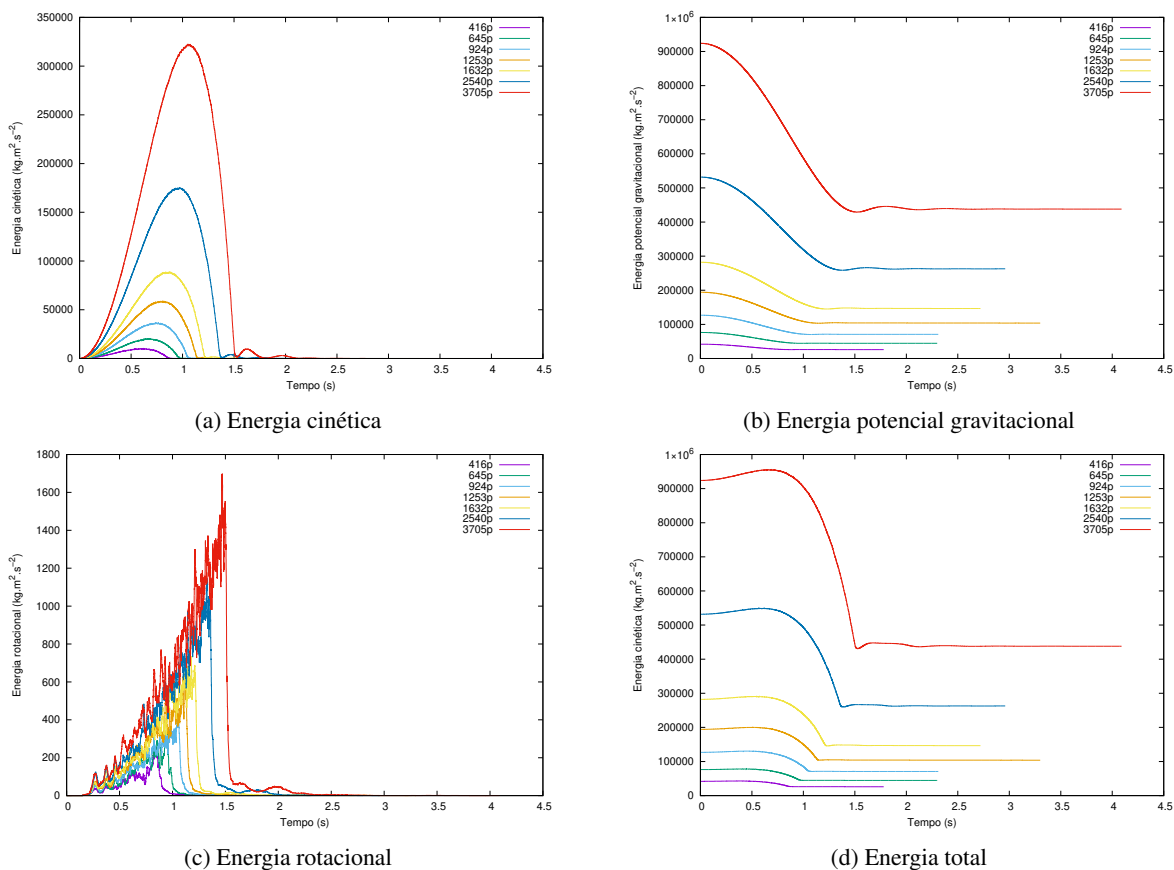 350000
300000
250000
200000
150000
100000
50000
0
0 0.5 1 1.5 2 2.5 3 3.5 4 4.5
Energia cinética (kg.m².s⁻²)
Tempo (s)
416p
645p
924p
1253p
1632p
2540p
3705p
(a) Energia cinética
1×10⁶
900000
800000
700000
600000
500000
400000
300000
200000
100000
0
0 0.5 1 1.5 2 2.5 3 3.5 4 4.5
Energia potencial gravitacional (kg.m².s⁻²)
Tempo (s)
416p
645p
924p
1253p
1632p
2540p
3705p
(b) Energia potencial gravitacional
1800
1600
1400
1200
1000
800
600
400
200
0
0 0.5 1 1.5 2 2.5 3 3.5 4 4.5
Energia rotacional (kg.m².s⁻²)
Tempo (s)
416p
645p
924p
1253p
1632p
2540p
3705p
(c) Energia rotacional
1×10⁶
900000
800000
700000
600000
500000
400000
300000
200000
100000
0
0 0.5 1 1.5 2 2.5 3 3.5 4 4.5
Energia cinética (kg.m².s⁻²)
Tempo (s)
416p
645p
924p
1253p
1632p
2540p
3705p
(d) Energia total